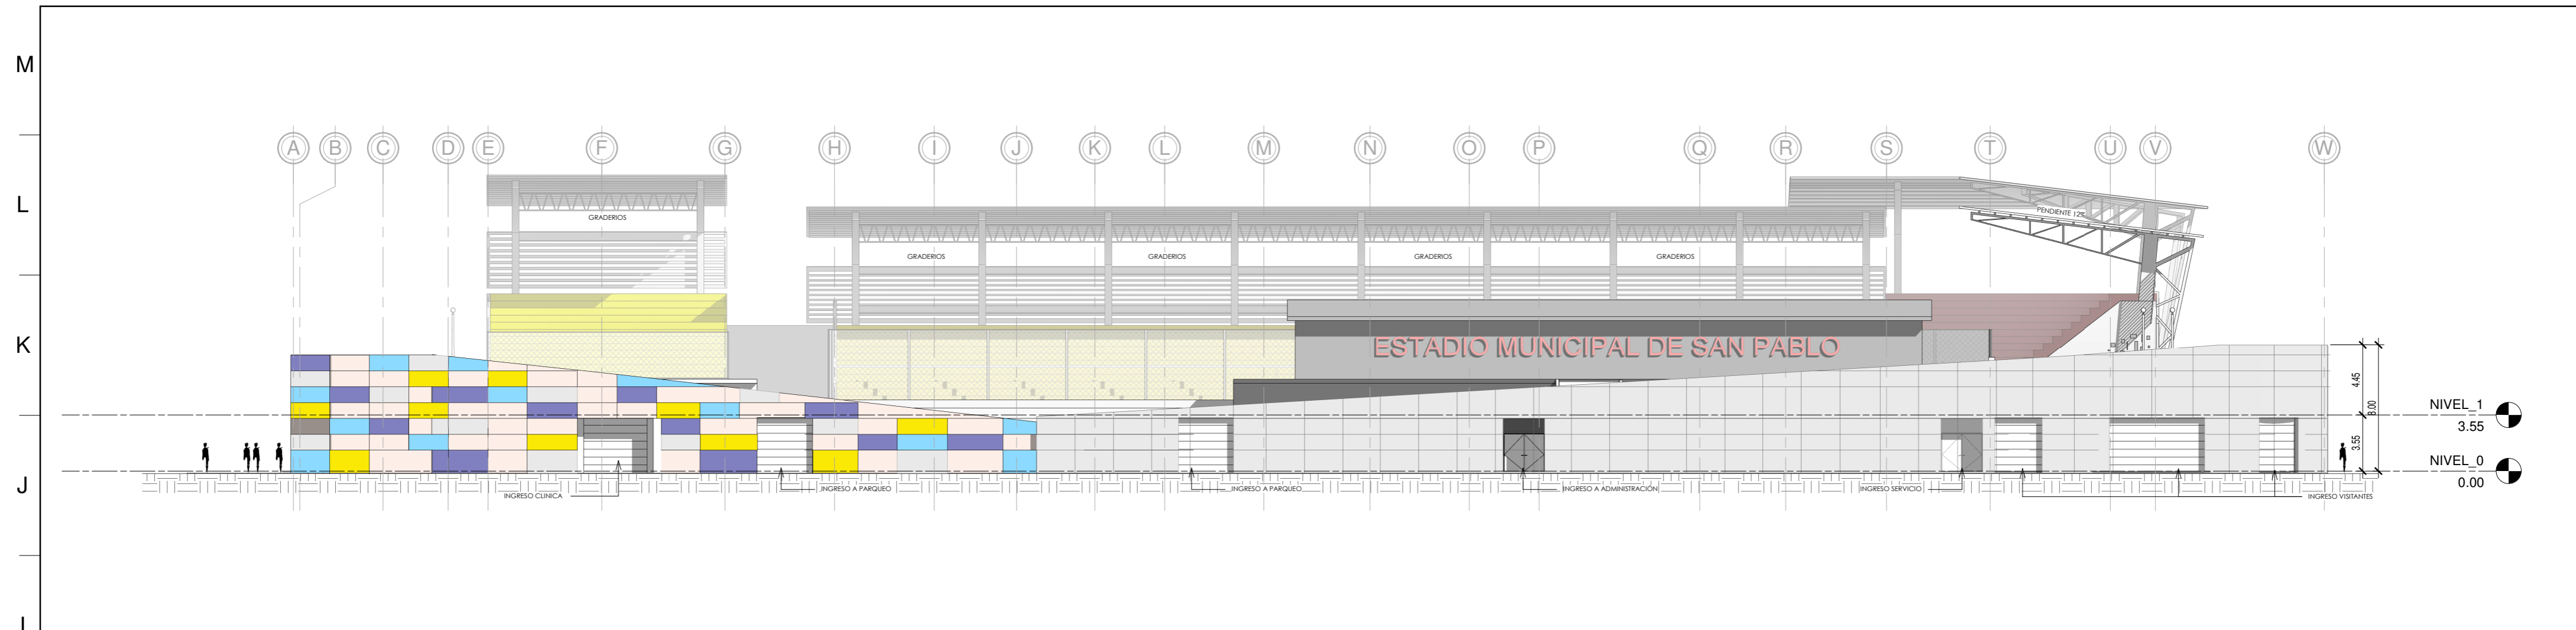 M
A B C D E F G H I J K L M N O P Q R S T U V W
L
GRADERIOS
PENDIENTE 12%
GRADERIOS GRADERIOS GRADERIOS GRADERIOS
K
ESTADIO MUNICIPAL DE SAN PABLO
4.45
8.00
3.55
NIVEL_1
3.55
NIVEL_0
0.00
J
INGRESO CLINICA
INGRESO A PARQUEO
INGRESO A PARQUEO
INGRESO A ADMINISTRACIÓN
INGRESO SERVICIO
INGRESO VISITANTES